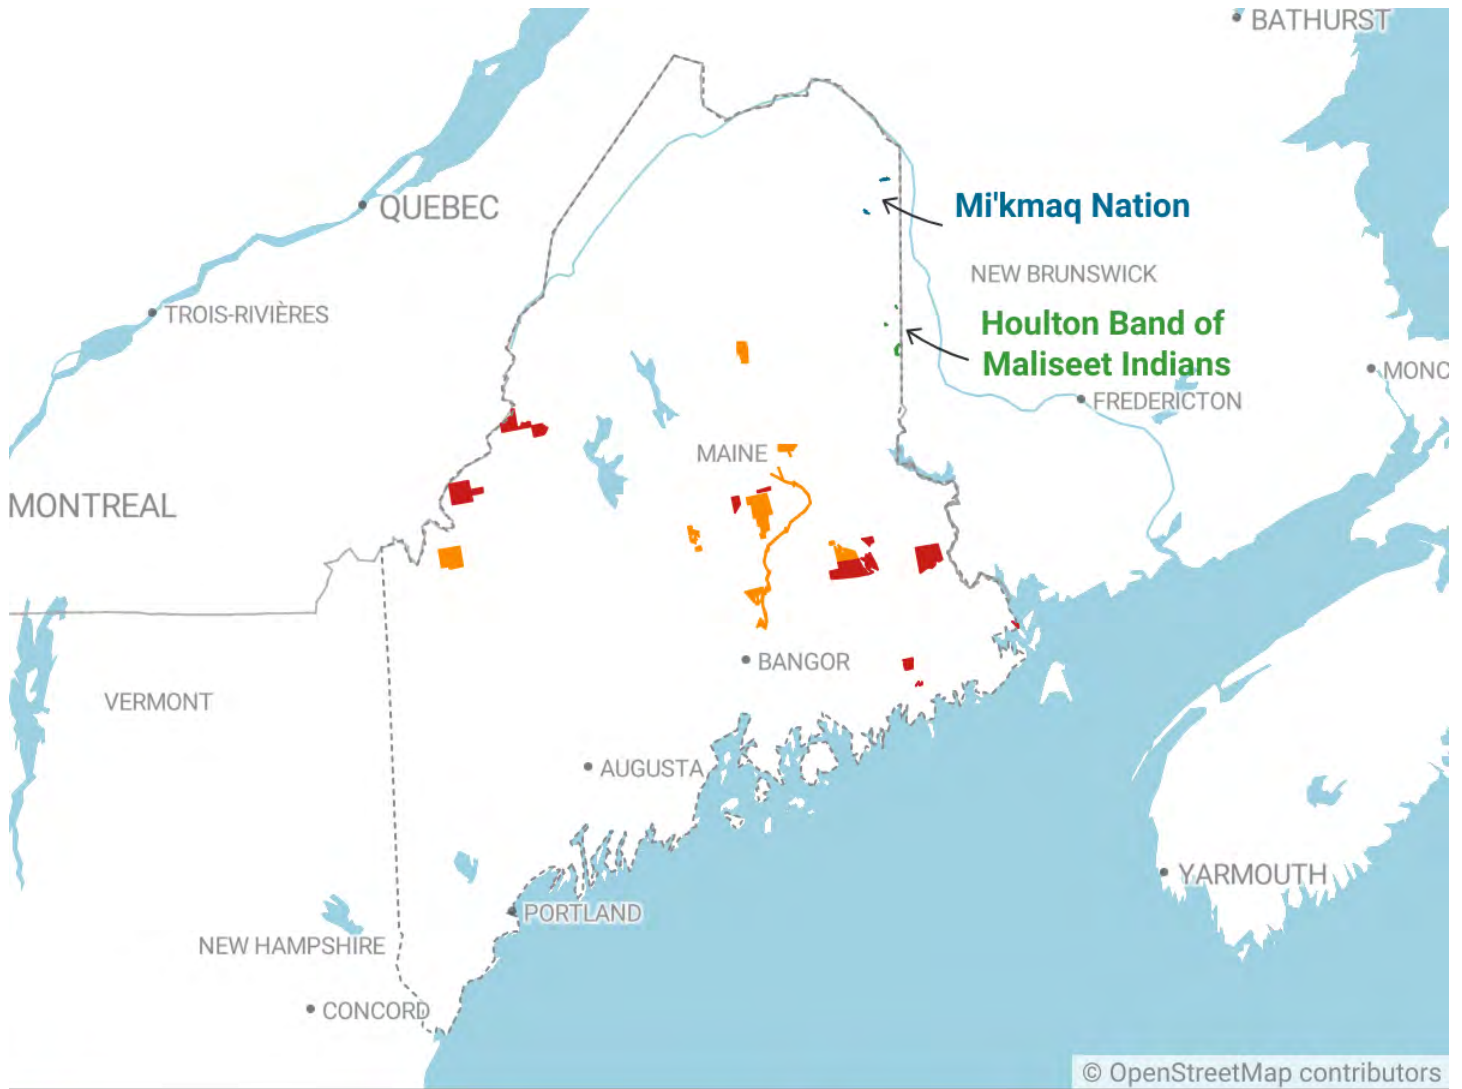 BATHURST
QUEBEC
Mi'kmaq Nation
NEW BRUNSWICK
TROIS-RIVIÈRES
Houlton Band of
Maliseet Indians
MONC
FREDERICTON
MAINE
MONTREAL
BANGOR
VERMONT
AUGUSTA
YARMOUTH
PORTLAND
NEW HAMPSHIRE
CONCORD
© OpenStreetMap contributors